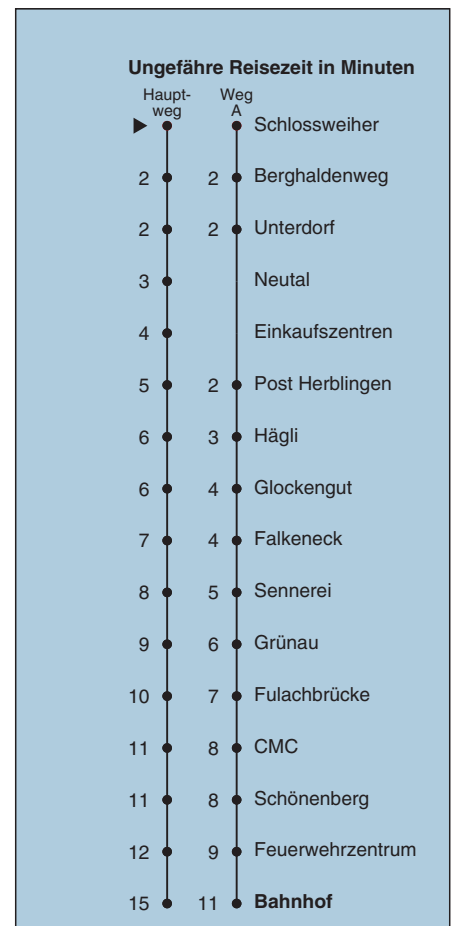 Ungefähre Reisezeit in Minuten
Haupt- Weg
weg A
Schlossweiher
2 2 Berghaldenweg
2 2 Unterdorf
3 Neutal
4 Einkaufszentren
5 2 Post Herblingen
6 3 Hägli
6 4 Glockengut
7 4 Falkeneck
8 5 Sennerei
9 6 Grünau
10 7 Fulachbrücke
11 8 CMC
11 8 Schönenberg
12 9 Feuerwehrzentrum
15 11 Bahnhof